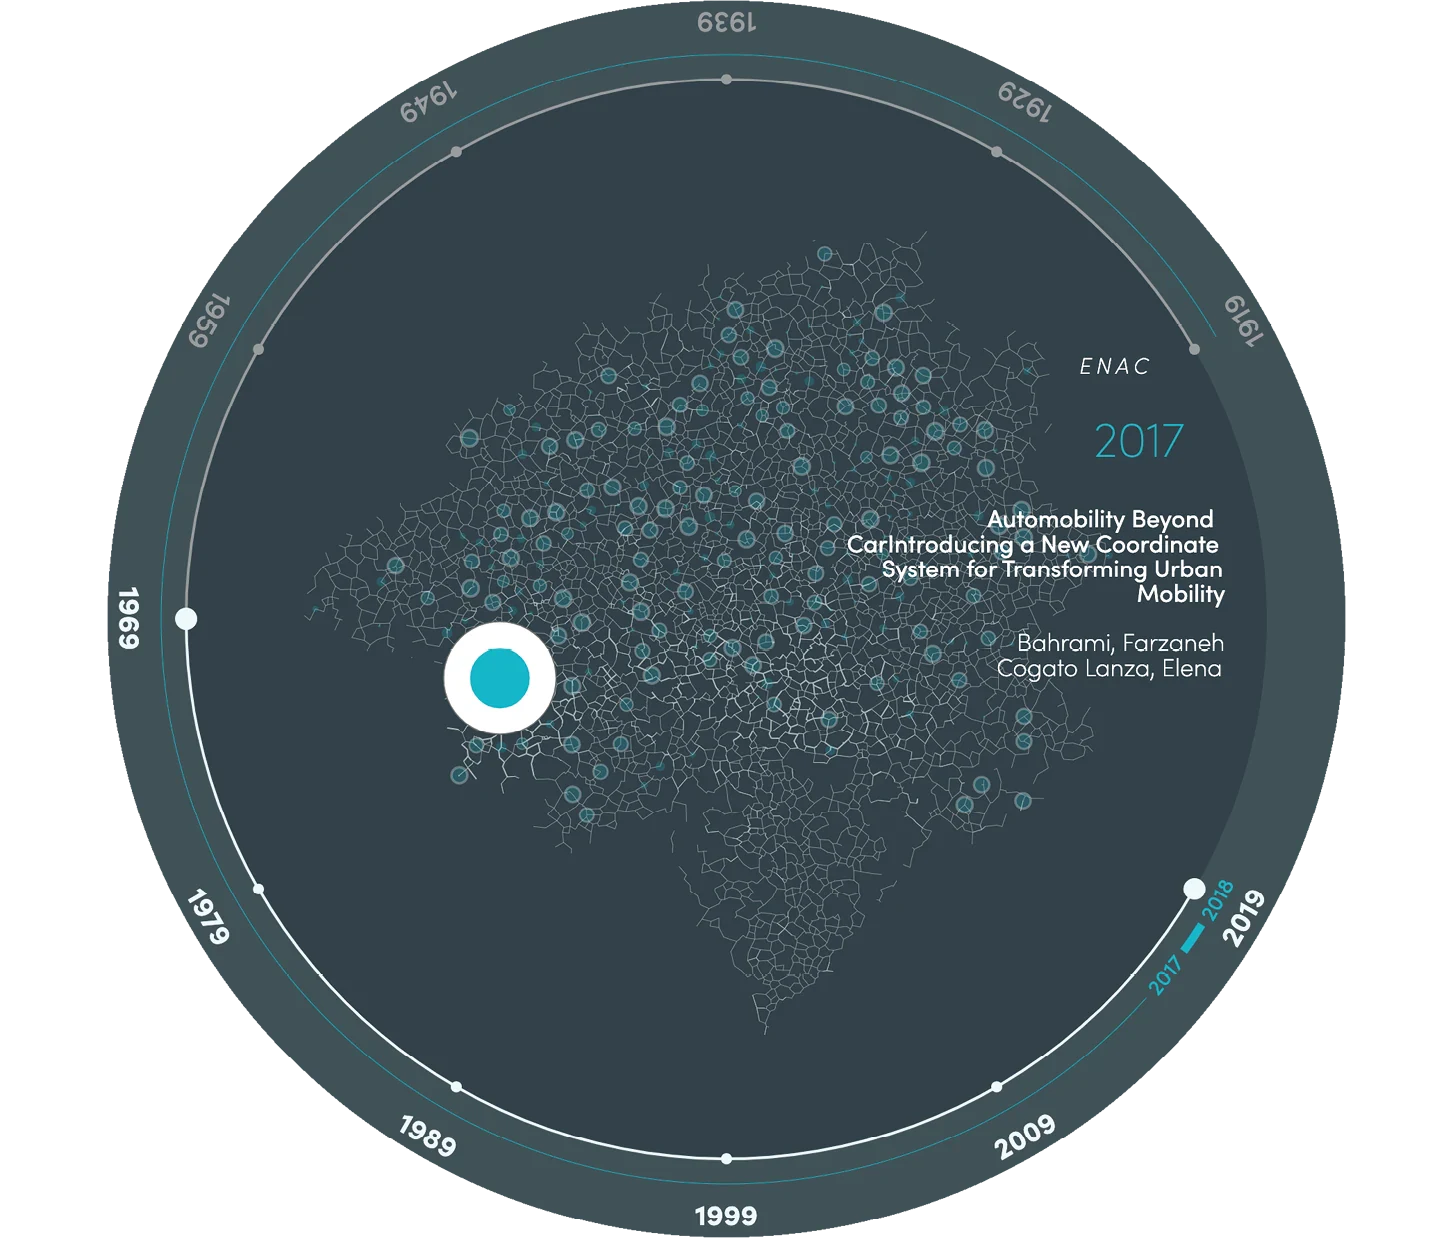 1939
1949
1929
1959
1919
ENAC
2017
Automobility Beyond
CarIntroducing a New Coordinate
System for Transforming Urban
Mobility
Bahrami, Farzaneh
Cogato Lanza, Elena
1969
1979
2018
2019
2017
1989
2009
1999